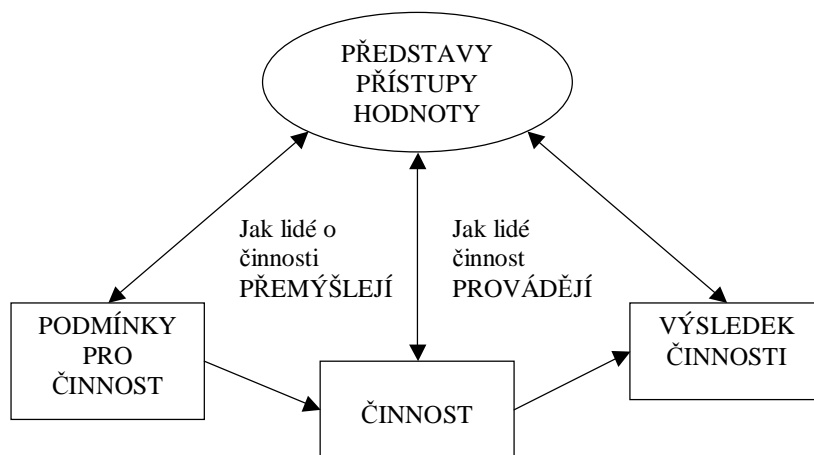 PŘEDSTAVY
PŘÍSTUPY
HODNOTY
Jak lidé o
činnosti
PŘEMÝŠLEJÍ
Jak lidé
činnost
PROVÁDĚJÍ
PODMÍNKY
PRO
ČINNOST
ČINNOST
VÝSLEDEK
ČINNOSTI